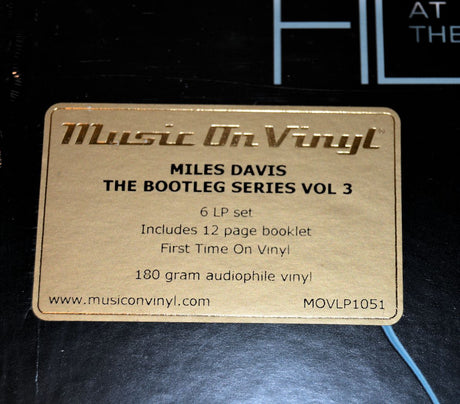 AT
THE
Music On Vinyl
MILES DAVIS
THE BOOTLEG SERIES VOL 3
6 LP set
Includes 12 page booklet
First Time On Vinyl
180 gram audiophile vinyl
www.musiconvinyl.com MOVLP1051